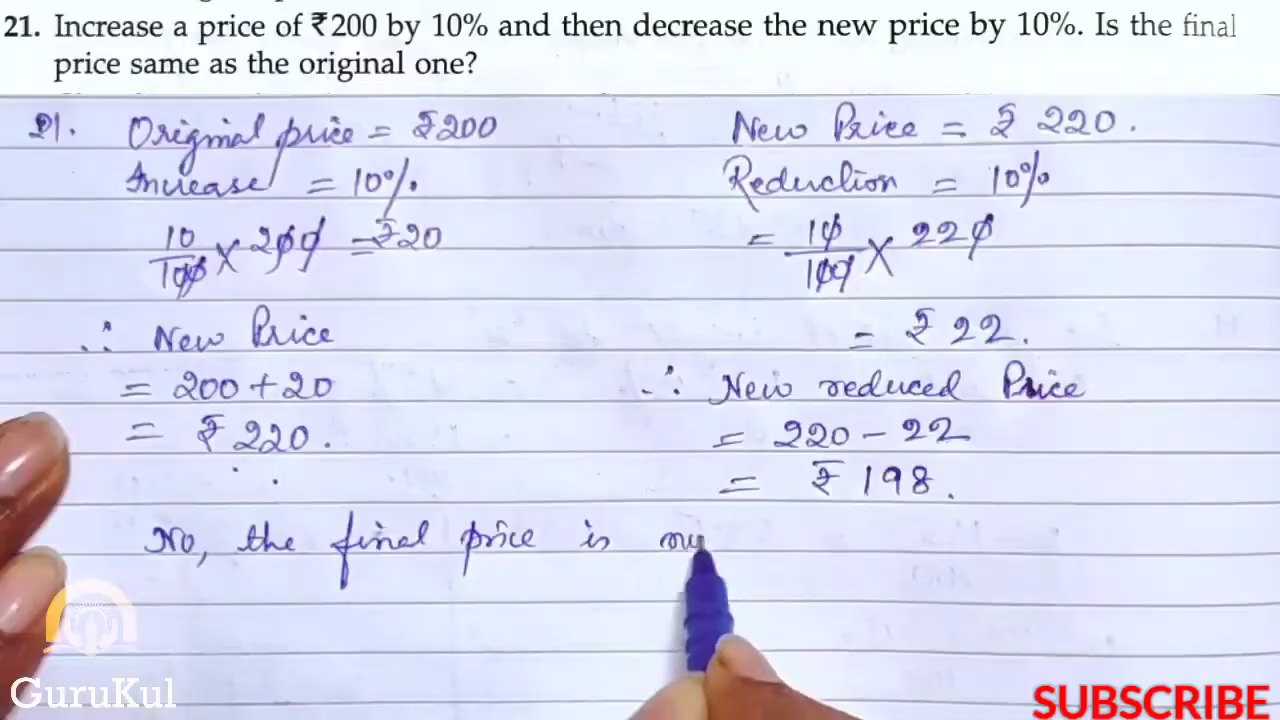 21. Increase a price of ₹200 by 10% and then decrease the new price by 10%. Is the final
price same as the original one?
21. Original price = ₹200
Increase = 10%
10/100 × 200 = ₹20
∴ New Price
= 200 + 20
= ₹ 220.
New Price = ₹ 220.
Reduction = 10%
= 10/100 × 220
= ₹ 22.
∴ New reduced Price
= 220 - 22
= ₹ 198.
No, the final price is
GuruKul
SUBSCRIBE